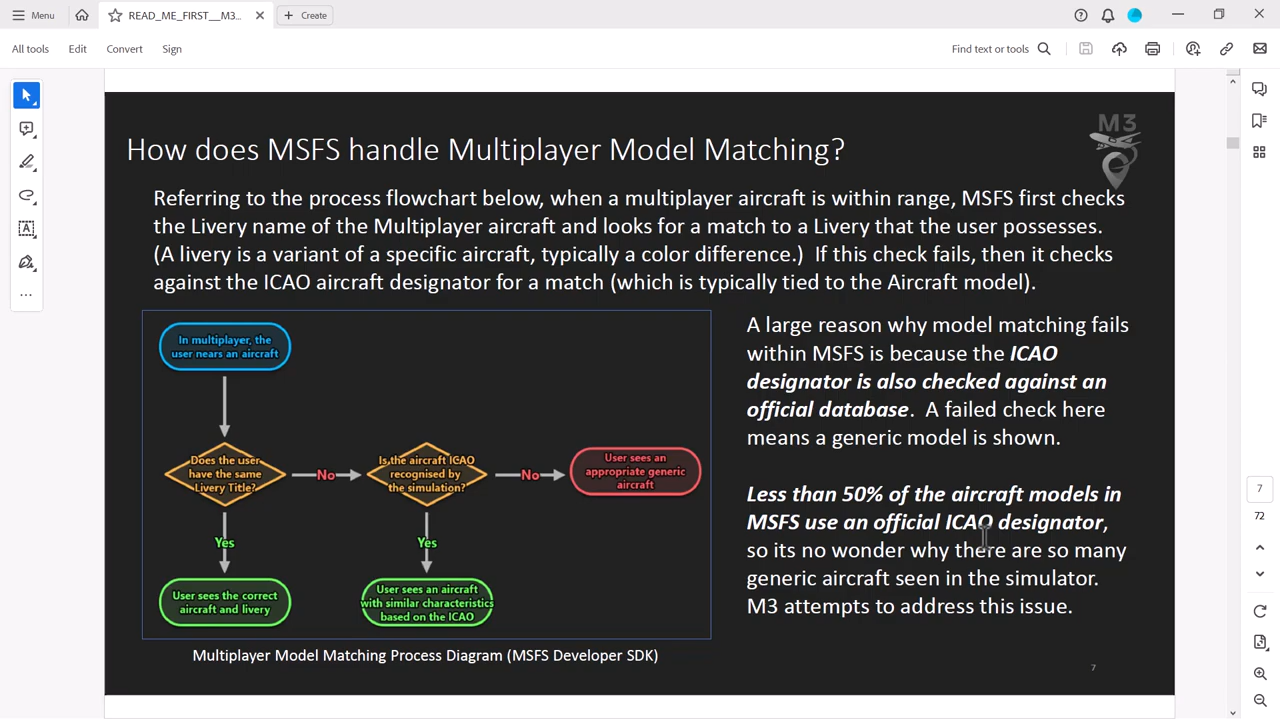 Menu
READ_ME_FIRST__M3...
Create
All tools
Edit
Convert
Sign
Find text or tools
M3
How does MSFS handle Multiplayer Model Matching?
Referring to the process flowchart below, when a multiplayer aircraft is within range, MSFS first checks
the Livery name of the Multiplayer aircraft and looks for a match to a Livery that the user possesses.
(A livery is a variant of a specific aircraft, typically a color difference.)  If this check fails, then it checks
against the ICAO aircraft designator for a match (which is typically tied to the Aircraft model).
In multiplayer, the
user nears an aircraft
Does the user
have the same
Livery Title?
No
Is the aircraft ICAO
recognised by
the simulation?
No
User sees an
appropriate generic
aircraft
Yes
Yes
User sees the correct
aircraft and livery
User sees an aircraft
with similar characteristics
based on the ICAO
Multiplayer Model Matching Process Diagram (MSFS Developer SDK)
A large reason why model matching fails
within MSFS is because the ICAO
designator is also checked against an
official database.  A failed check here
means a generic model is shown.
Less than 50% of the aircraft models in
MSFS use an official ICAO designator,
so its no wonder why there are so many
generic aircraft seen in the simulator.
M3 attempts to address this issue.
7
7
72